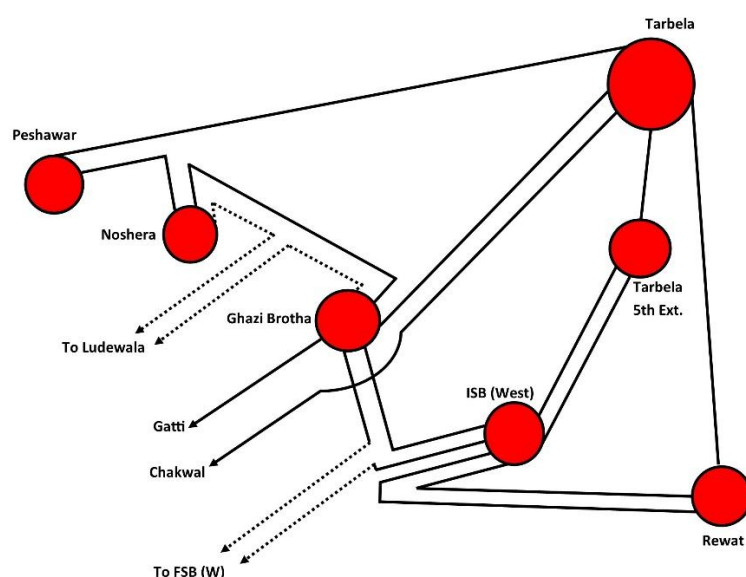 Tarbela
Peshawar
Noshera
Tarbela
5th Ext.
Ghazi Brotha
To Ludewala
ISB (West)
Gatti
Chakwal
Rewat
To FSB (W)